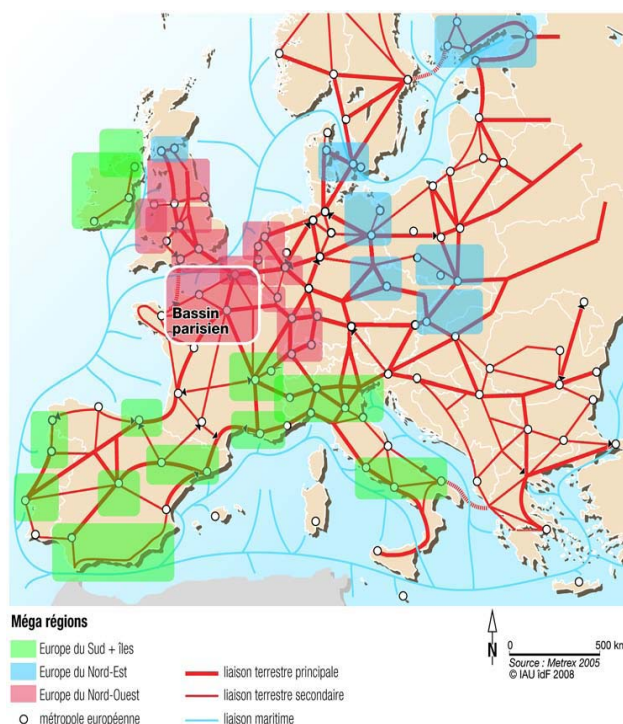 Bassin
parisien
Méga régions
Europe du Sud + îles
Europe du Nord-Est
Europe du Nord-Ouest
métropole européenne
liaison terrestre principale
liaison terrestre secondaire
liaison maritime
N
0 500 km
Source : Metrex 2005
© IAU îdF 2008